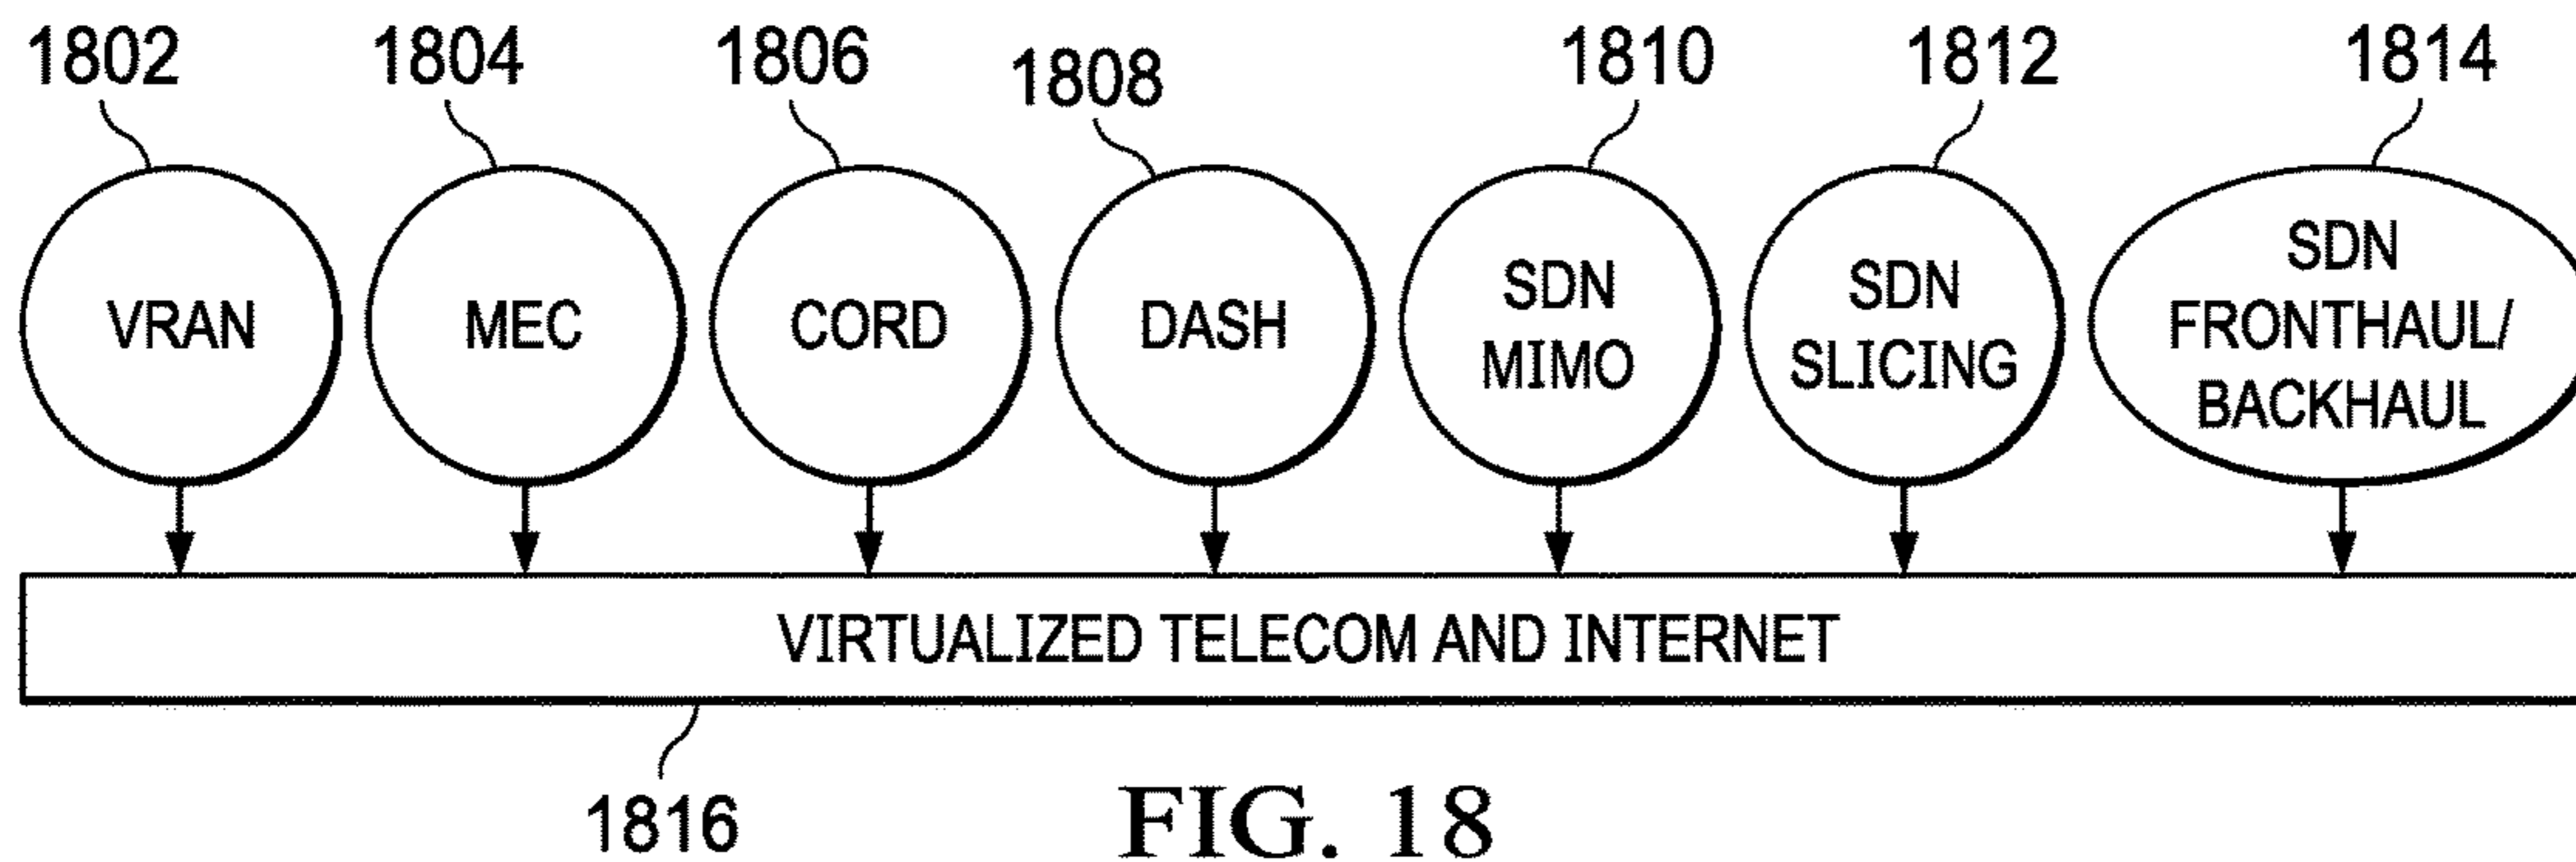 1802 1804 1806 1808 1810 1812 1814
VRAN
MEC
CORD
DASH
SDN
MIMO
SDN
SLICING
SDN
FRONTHAUL/
BACKHAUL
VIRTUALIZED TELECOM AND INTERNET
1816
FIG. 18